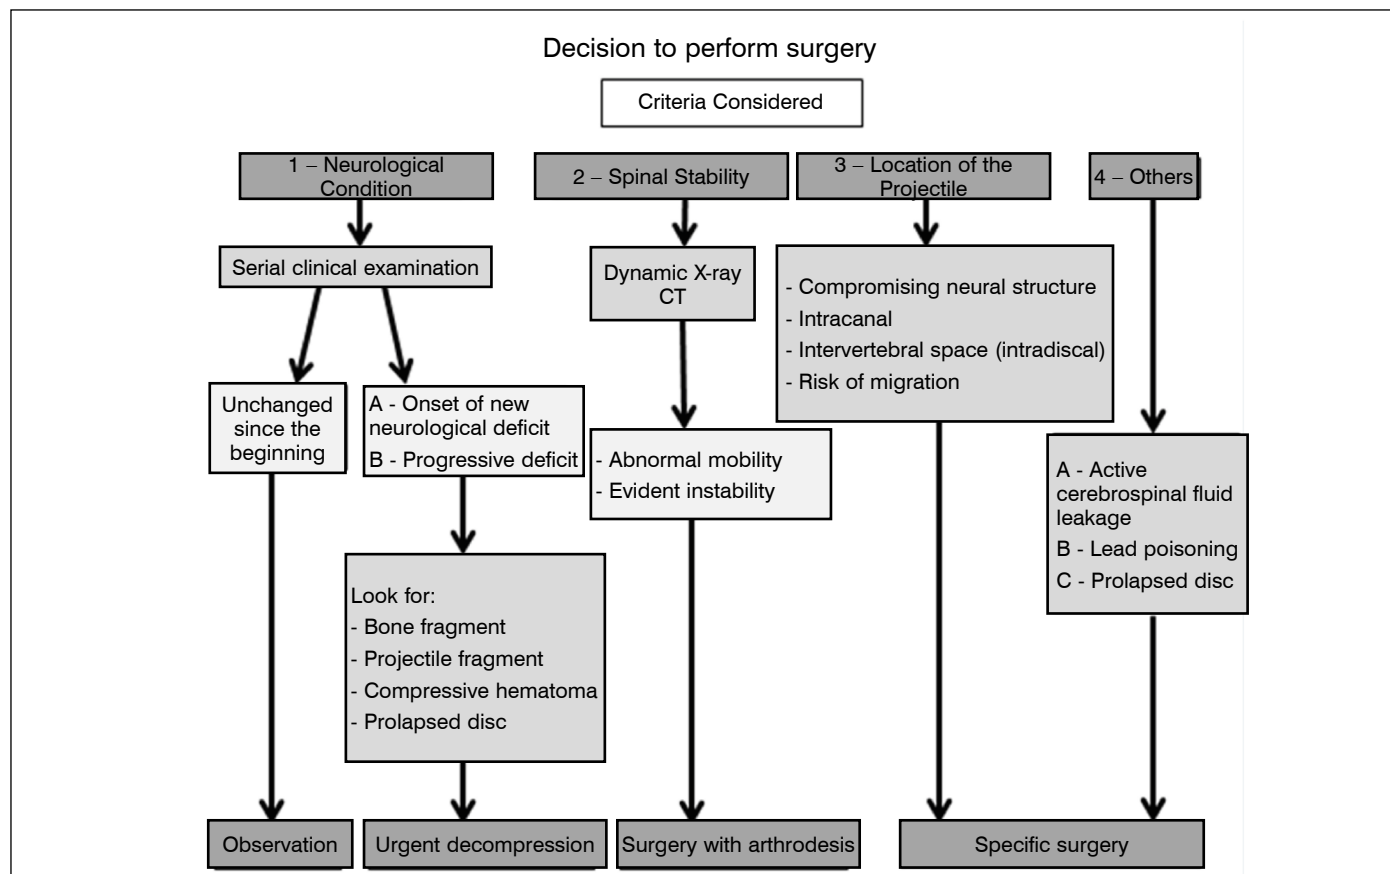 Decision to perform surgery
Criteria Considered
1 – Neurological
Condition
2 – Spinal Stability
3 – Location of the
Projectile
4 – Others
Serial clinical examination
Dynamic X-ray
CT
- Compromising neural structure
- Intracanal
- Intervertebral space (intradiscal)
- Risk of migration
Unchanged
since the
beginning
A - Onset of new
neurological deficit
B - Progressive deficit
- Abnormal mobility
- Evident instability
A - Active
cerebrospinal fluid
leakage
B - Lead poisoning
C - Prolapsed disc
Look for:
- Bone fragment
- Projectile fragment
- Compressive hematoma
- Prolapsed disc
Observation
Urgent decompression
Surgery with arthrodesis
Specific surgery